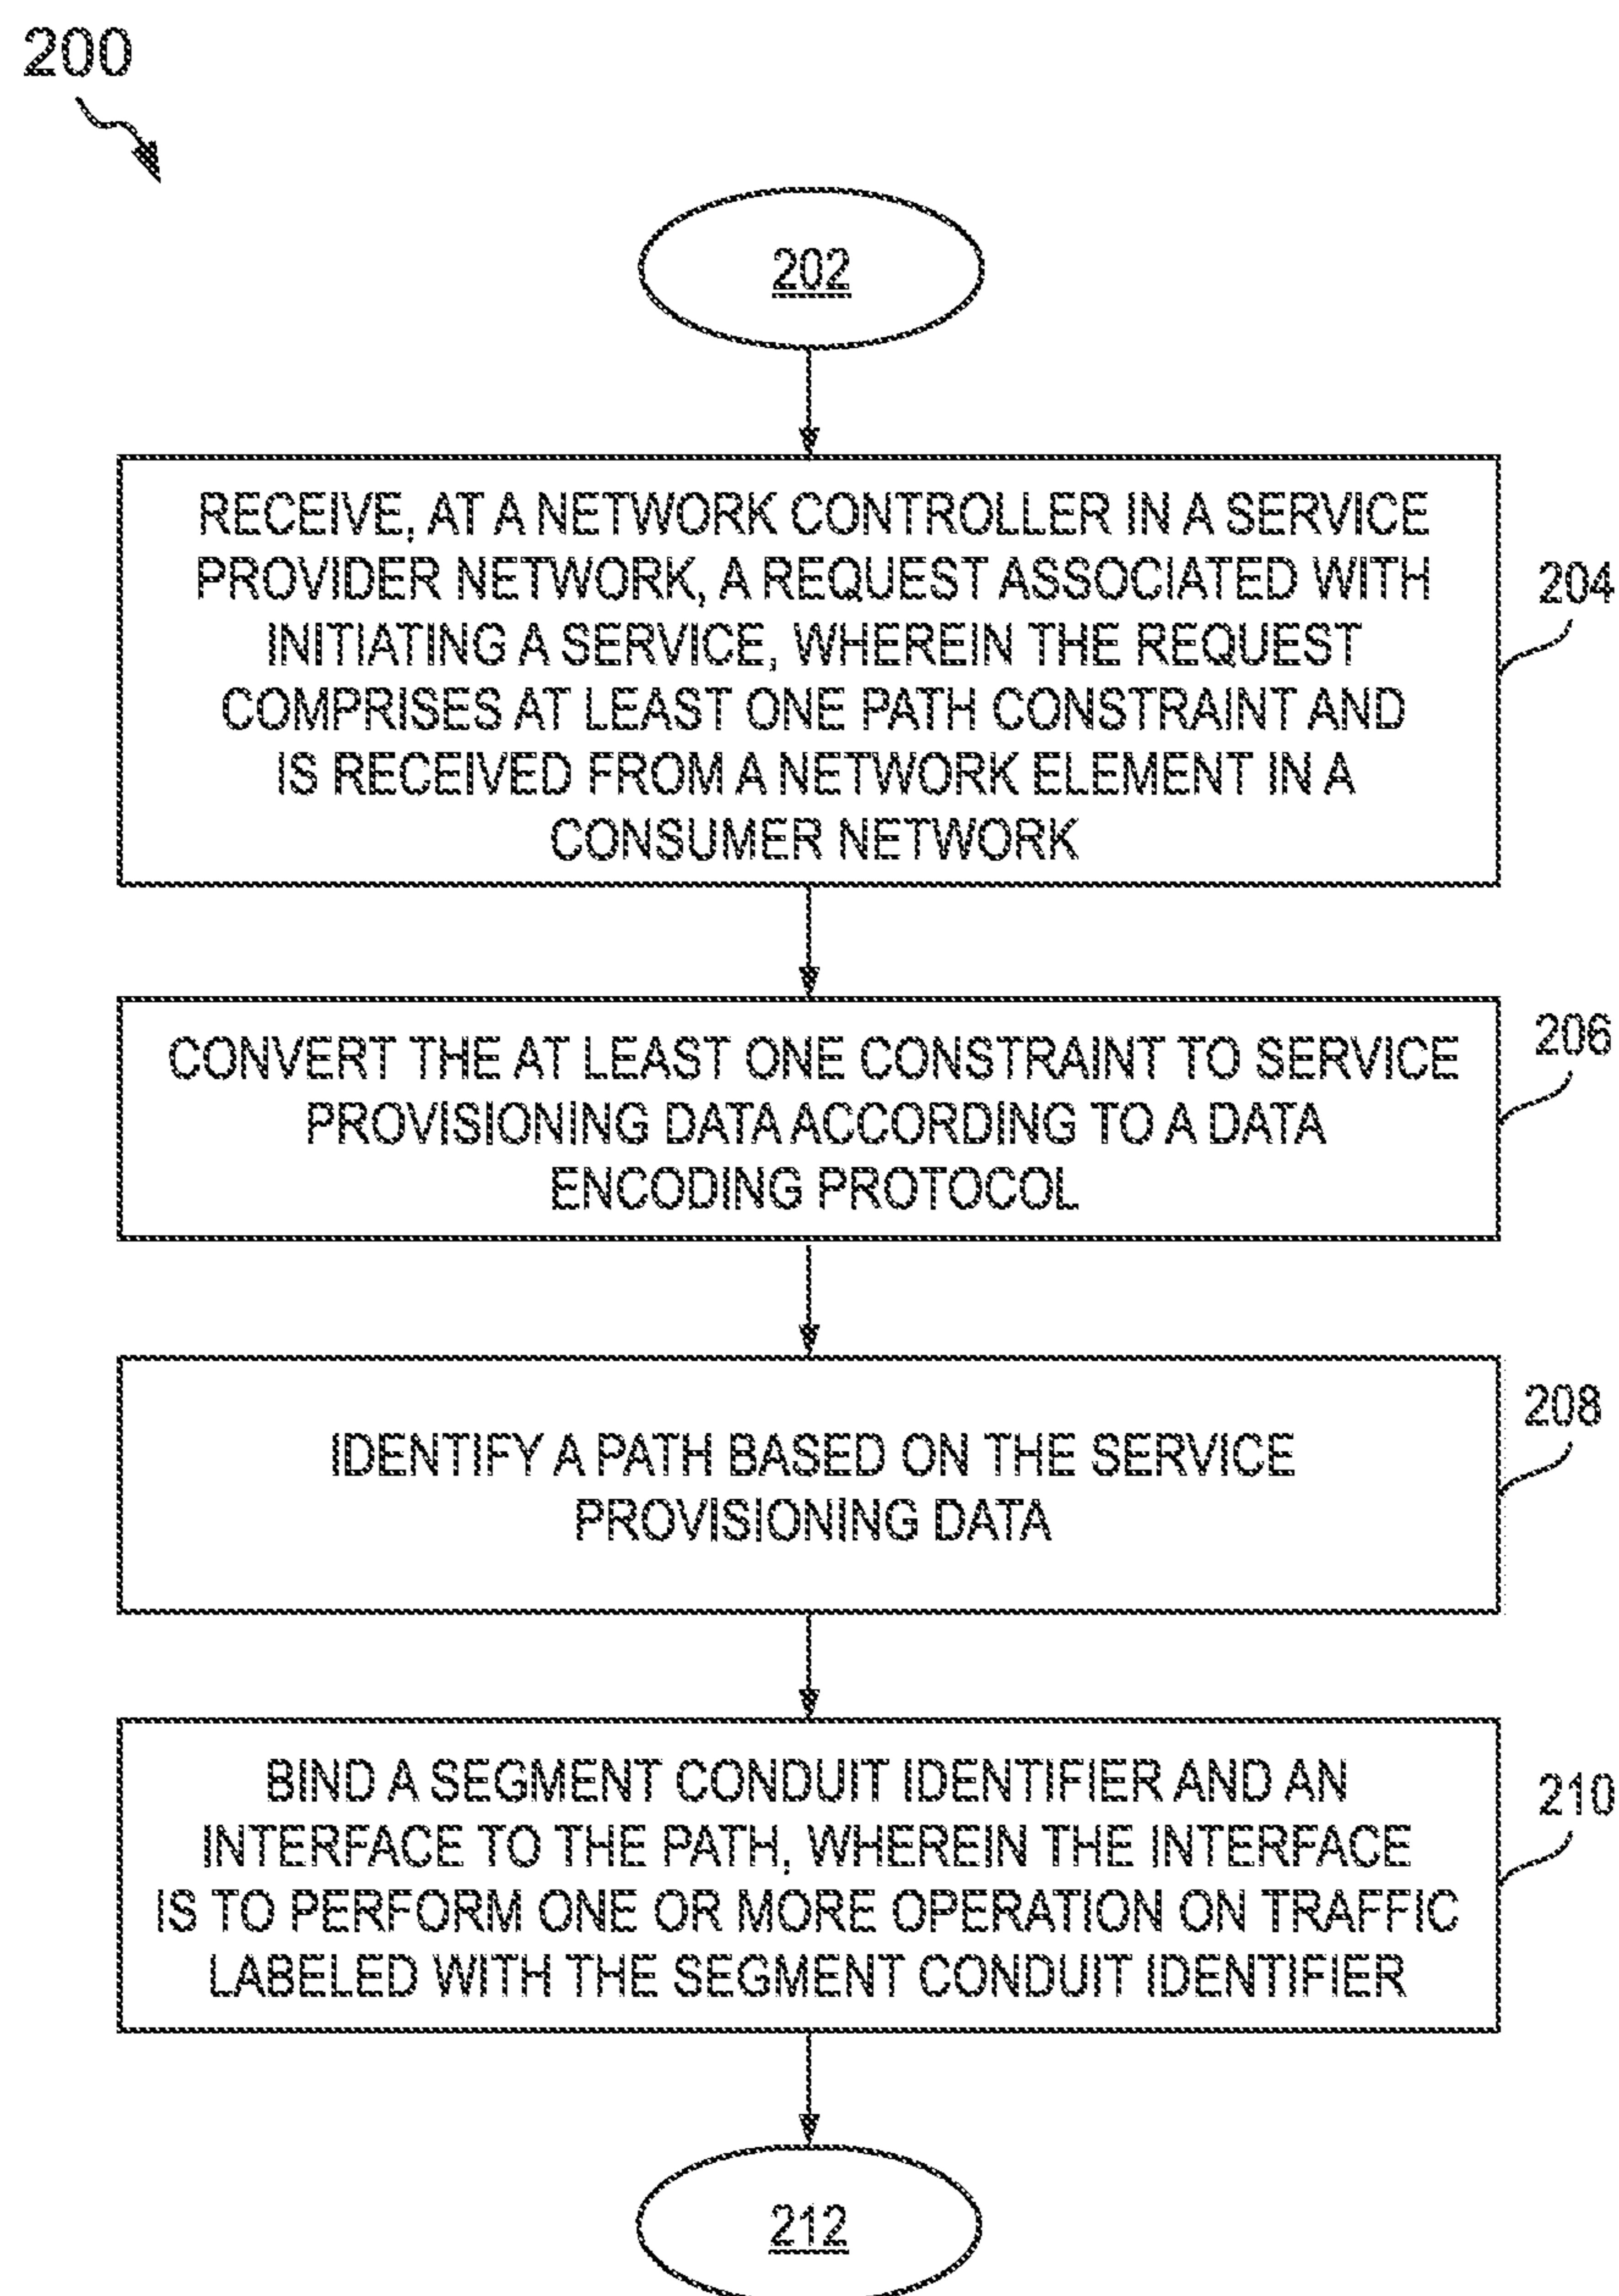 200
202
RECEIVE, AT A NETWORK CONTROLLER IN A SERVICE
PROVIDER NETWORK, A REQUEST ASSOCIATED WITH
INITIATING A SERVICE, WHEREIN THE REQUEST
COMPRISES AT LEAST ONE PATH CONSTRAINT AND
IS RECEIVED FROM A NETWORK ELEMENT IN A
CONSUMER NETWORK
204
CONVERT THE AT LEAST ONE CONSTRAINT TO SERVICE
PROVISIONING DATA ACCORDING TO A DATA
ENCODING PROTOCOL
206
IDENTIFY A PATH BASED ON THE SERVICE
PROVISIONING DATA
208
BIND A SEGMENT CONDUIT IDENTIFIER AND AN
INTERFACE TO THE PATH, WHEREIN THE INTERFACE
IS TO PERFORM ONE OR MORE OPERATION ON TRAFFIC
LABELED WITH THE SEGMENT CONDUIT IDENTIFIER
210
212